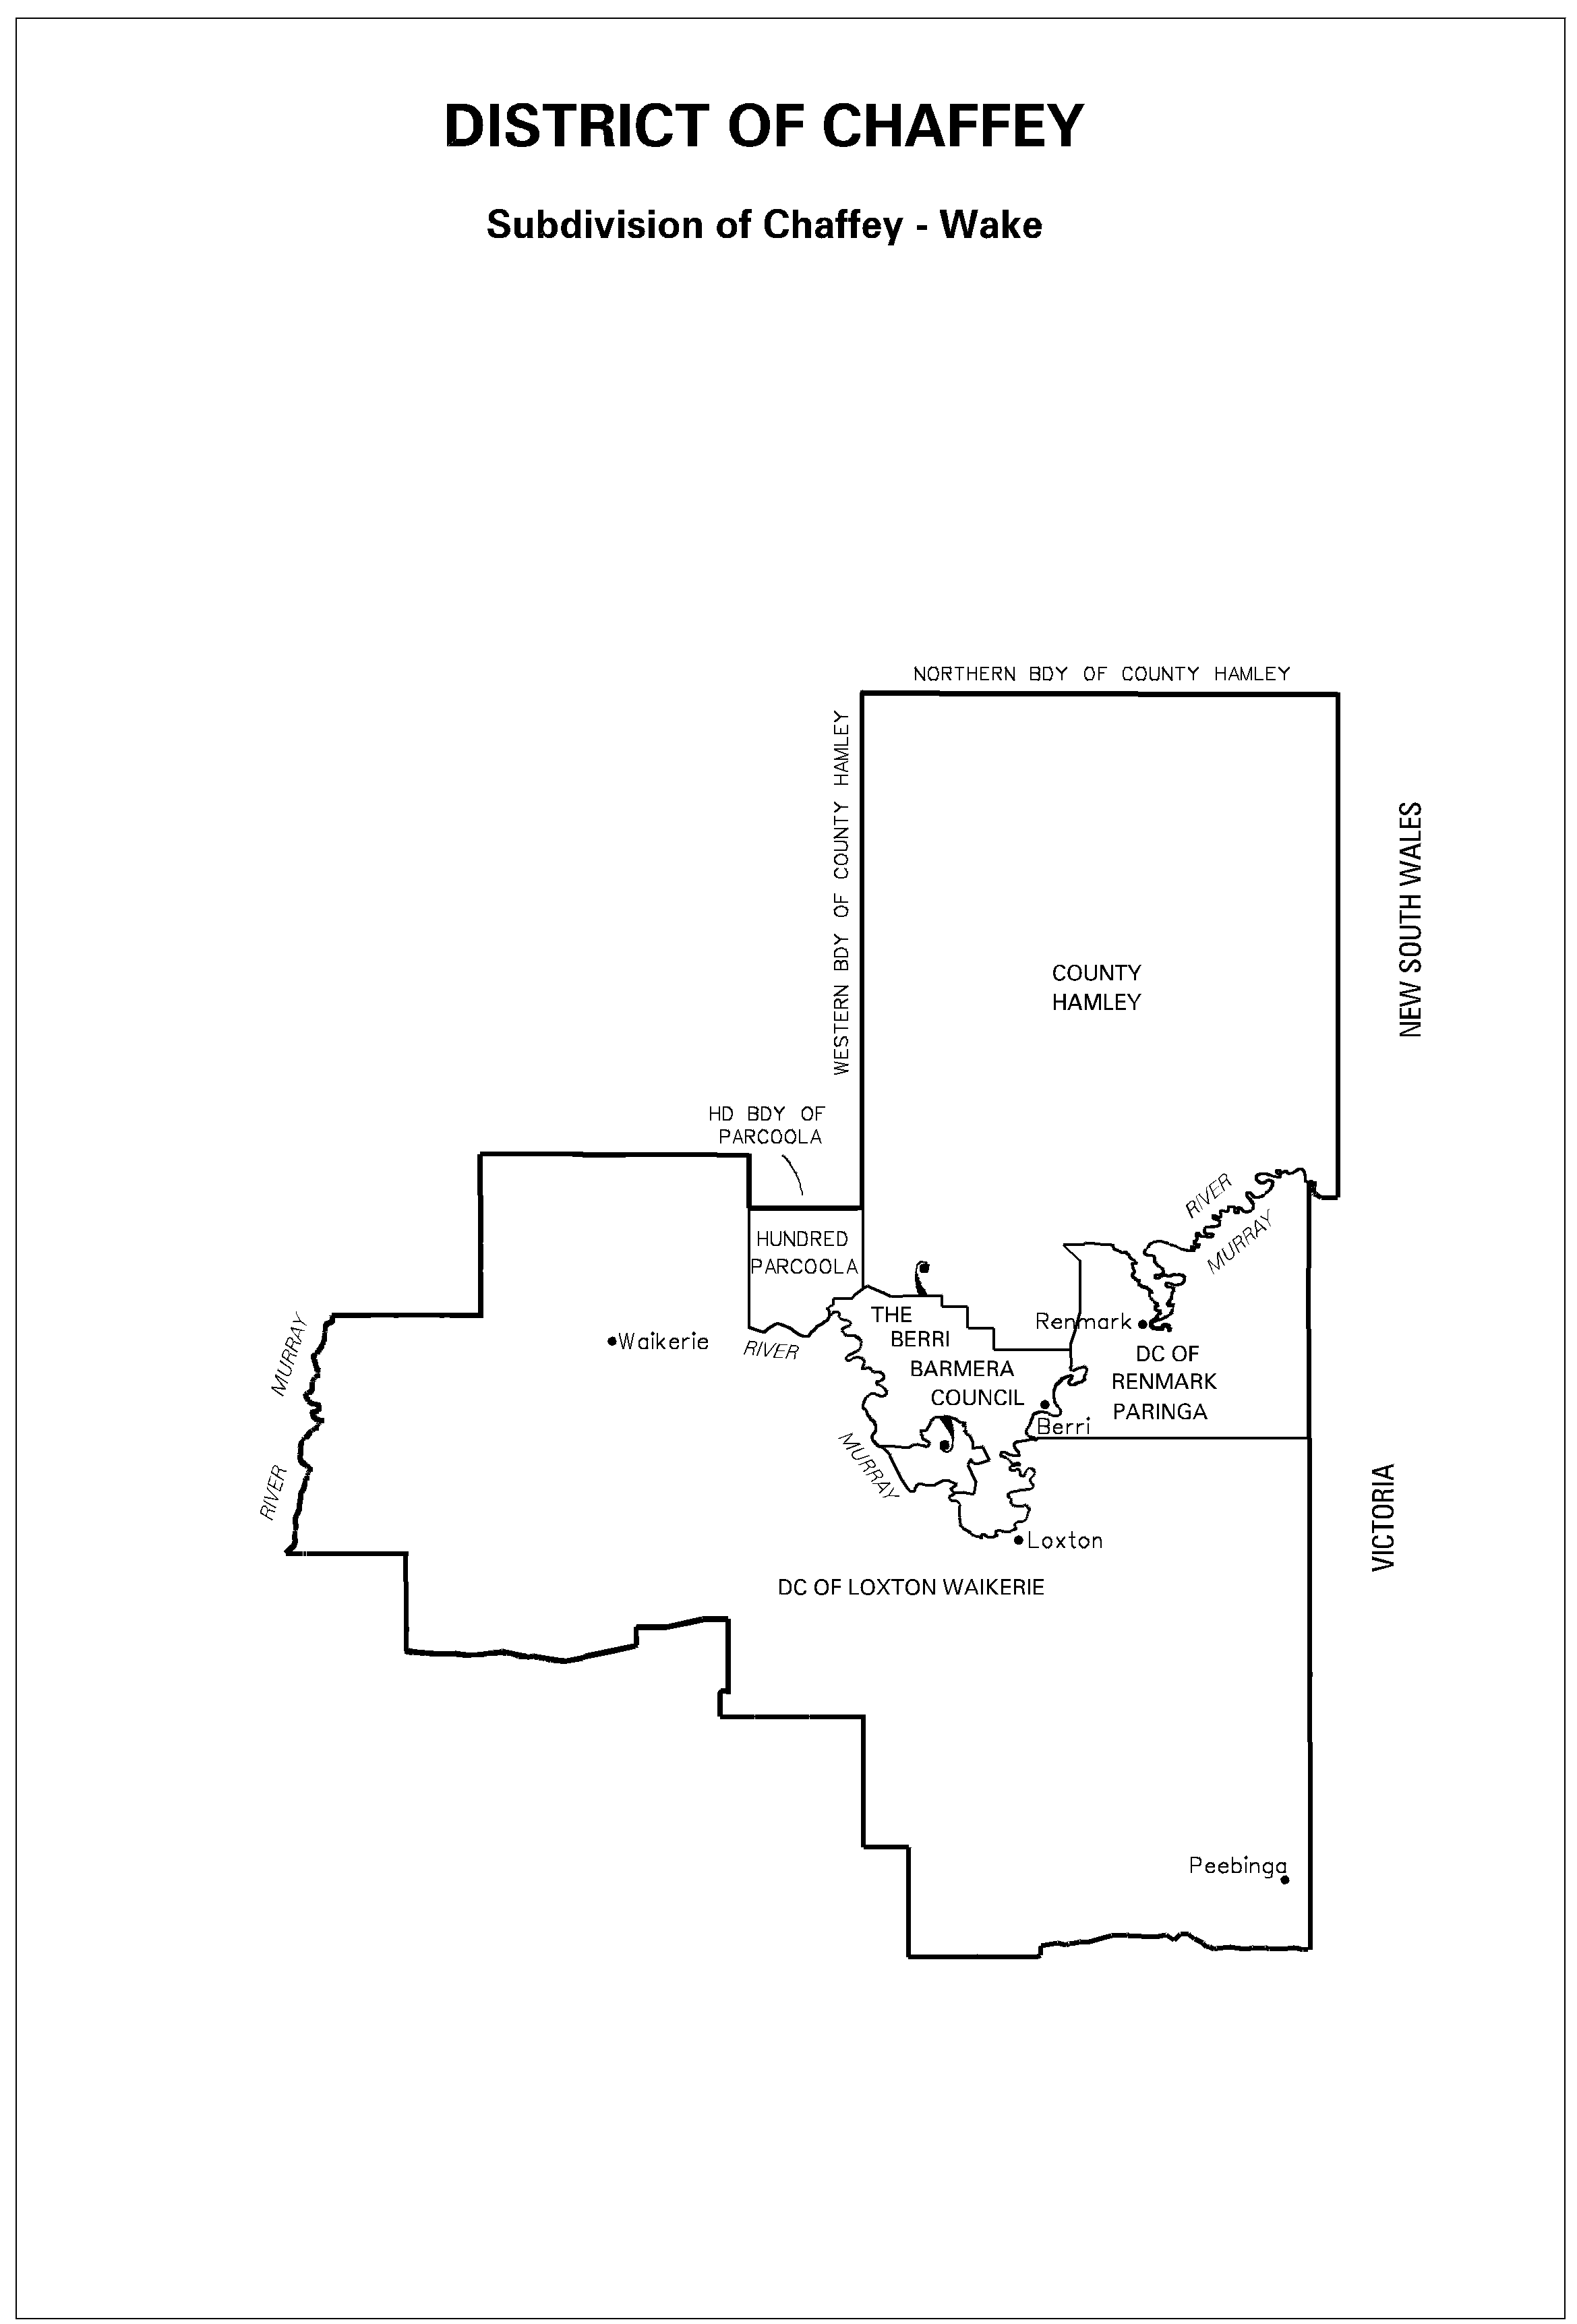 DISTRICT OF CHAFFEY
Subdivision of Chaffey - Wake
NORTHERN BDY OF COUNTY HAMLEY
WESTERN BDY OF COUNTY HAMLEY
NEW SOUTH WALES
COUNTY
HAMLEY
HD BDY OF
PARCOOLA
RIVER
MURRAY
HUNDRED
PARCOOLA
THE
BERRI
BARMERA
COUNCIL
Renmark
DC OF
RENMARK
PARINGA
MURRAY
RIVER
Waikerie
RIVER
MURRAY
Berri
Loxton
VICTORIA
DC OF LOXTON WAIKERIE
Peebinga